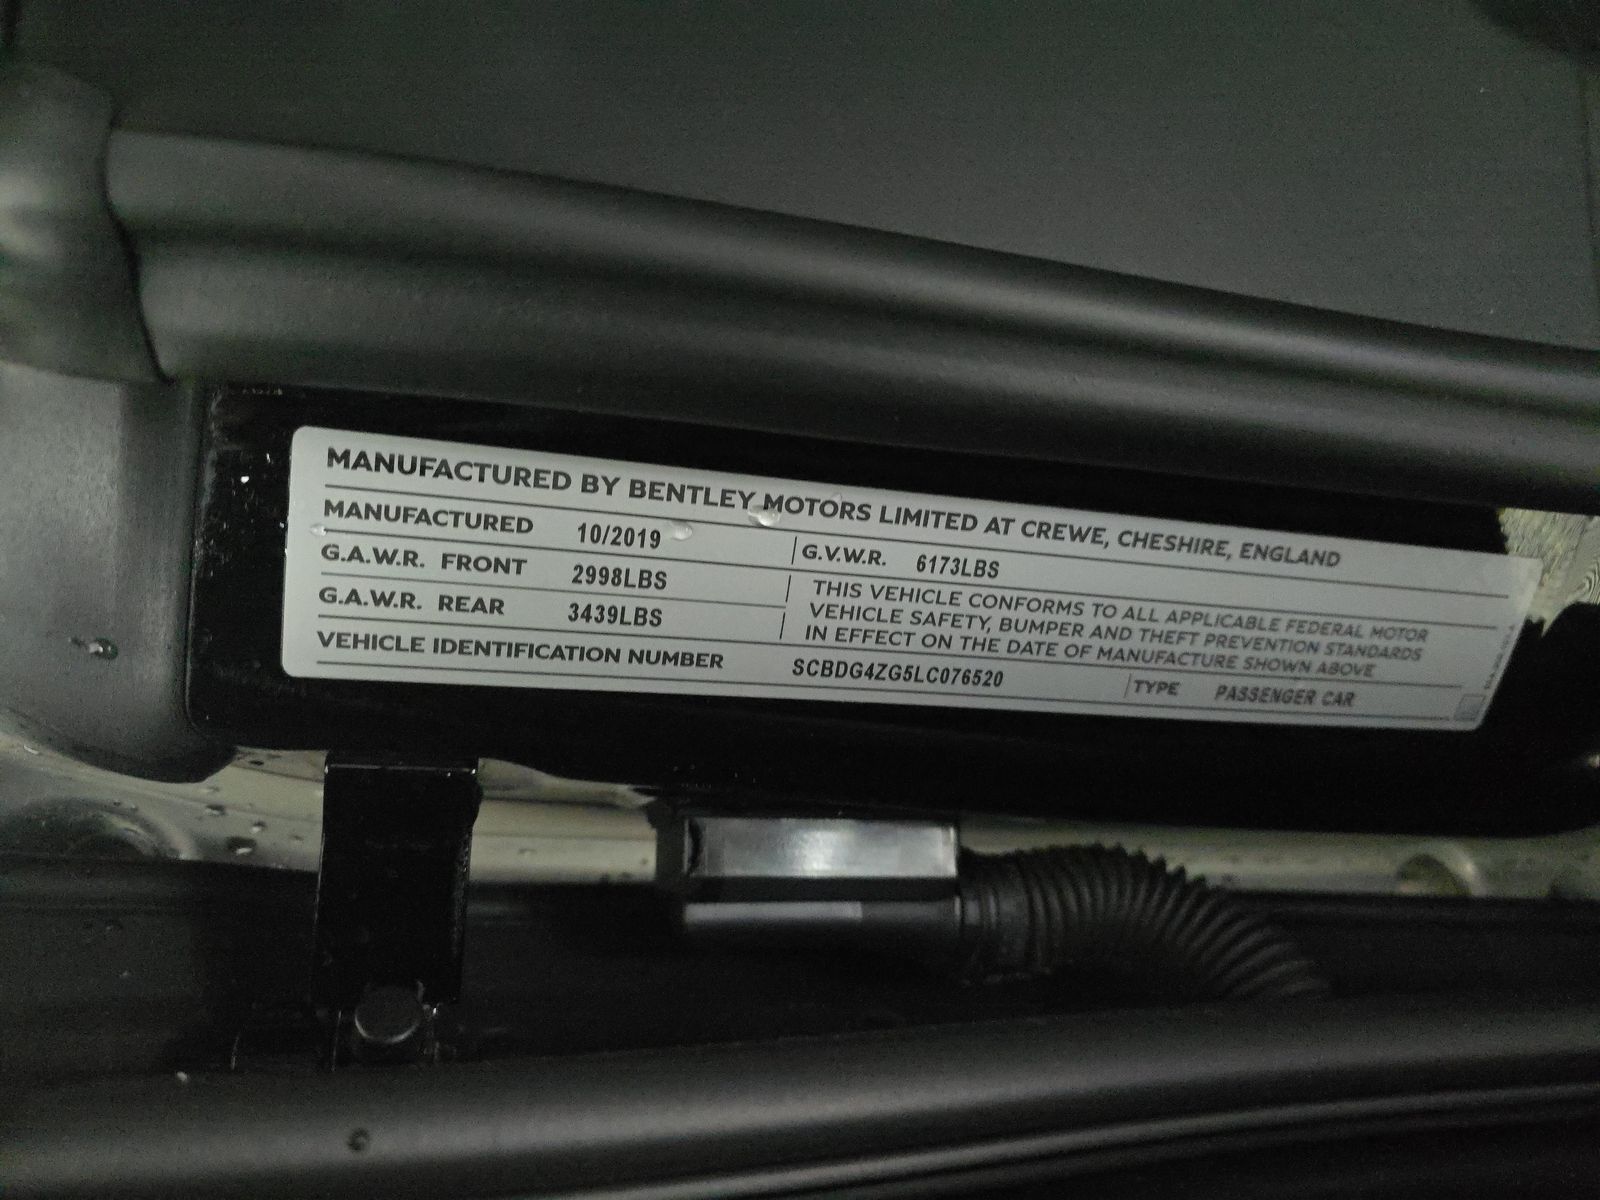 MANUFACTURED BY BENTLEY MOTORS LIMITED AT CREWE, CHESHIRE, ENGLAND
MANUFACTURED 10/2019 G.V.W.R. 6173LBS
G.A.W.R. FRONT 2998LBS
G.A.W.R. REAR 3439LBS
THIS VEHICLE CONFORMS TO ALL APPLICABLE FEDERAL MOTOR
VEHICLE SAFETY, BUMPER AND THEFT PREVENTION STANDARDS
IN EFFECT ON THE DATE OF MANUFACTURE SHOWN ABOVE
VEHICLE IDENTIFICATION NUMBER SCBDG4ZG5LC076520 TYPE PASSENGER CAR